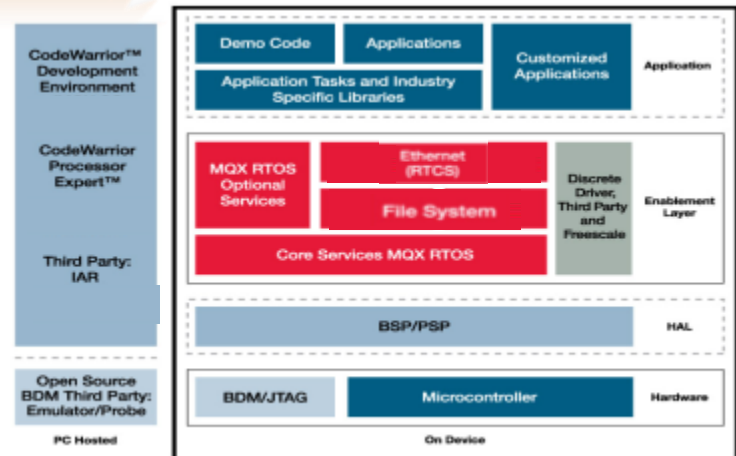 CodeWarrior™
Development
Environment
CodeWarrior
Processor
Expert™
Third Party:
IAR
Open Source
BDM Third Party:
Emulator/Probe
PC Hosted
Demo Code
Applications
Customized
Applications
Application Tasks and Industry
Specific Libraries
Application
MQX RTOS
Optional
Services
Ethernet
(RTCS)
File System
Core Services MQX RTOS
Discrete
Driver,
Third Party
and
Freescale
Enablement
Layer
BSP/PSP
HAL
BDM/JTAG
Microcontroller
Hardware
On Device